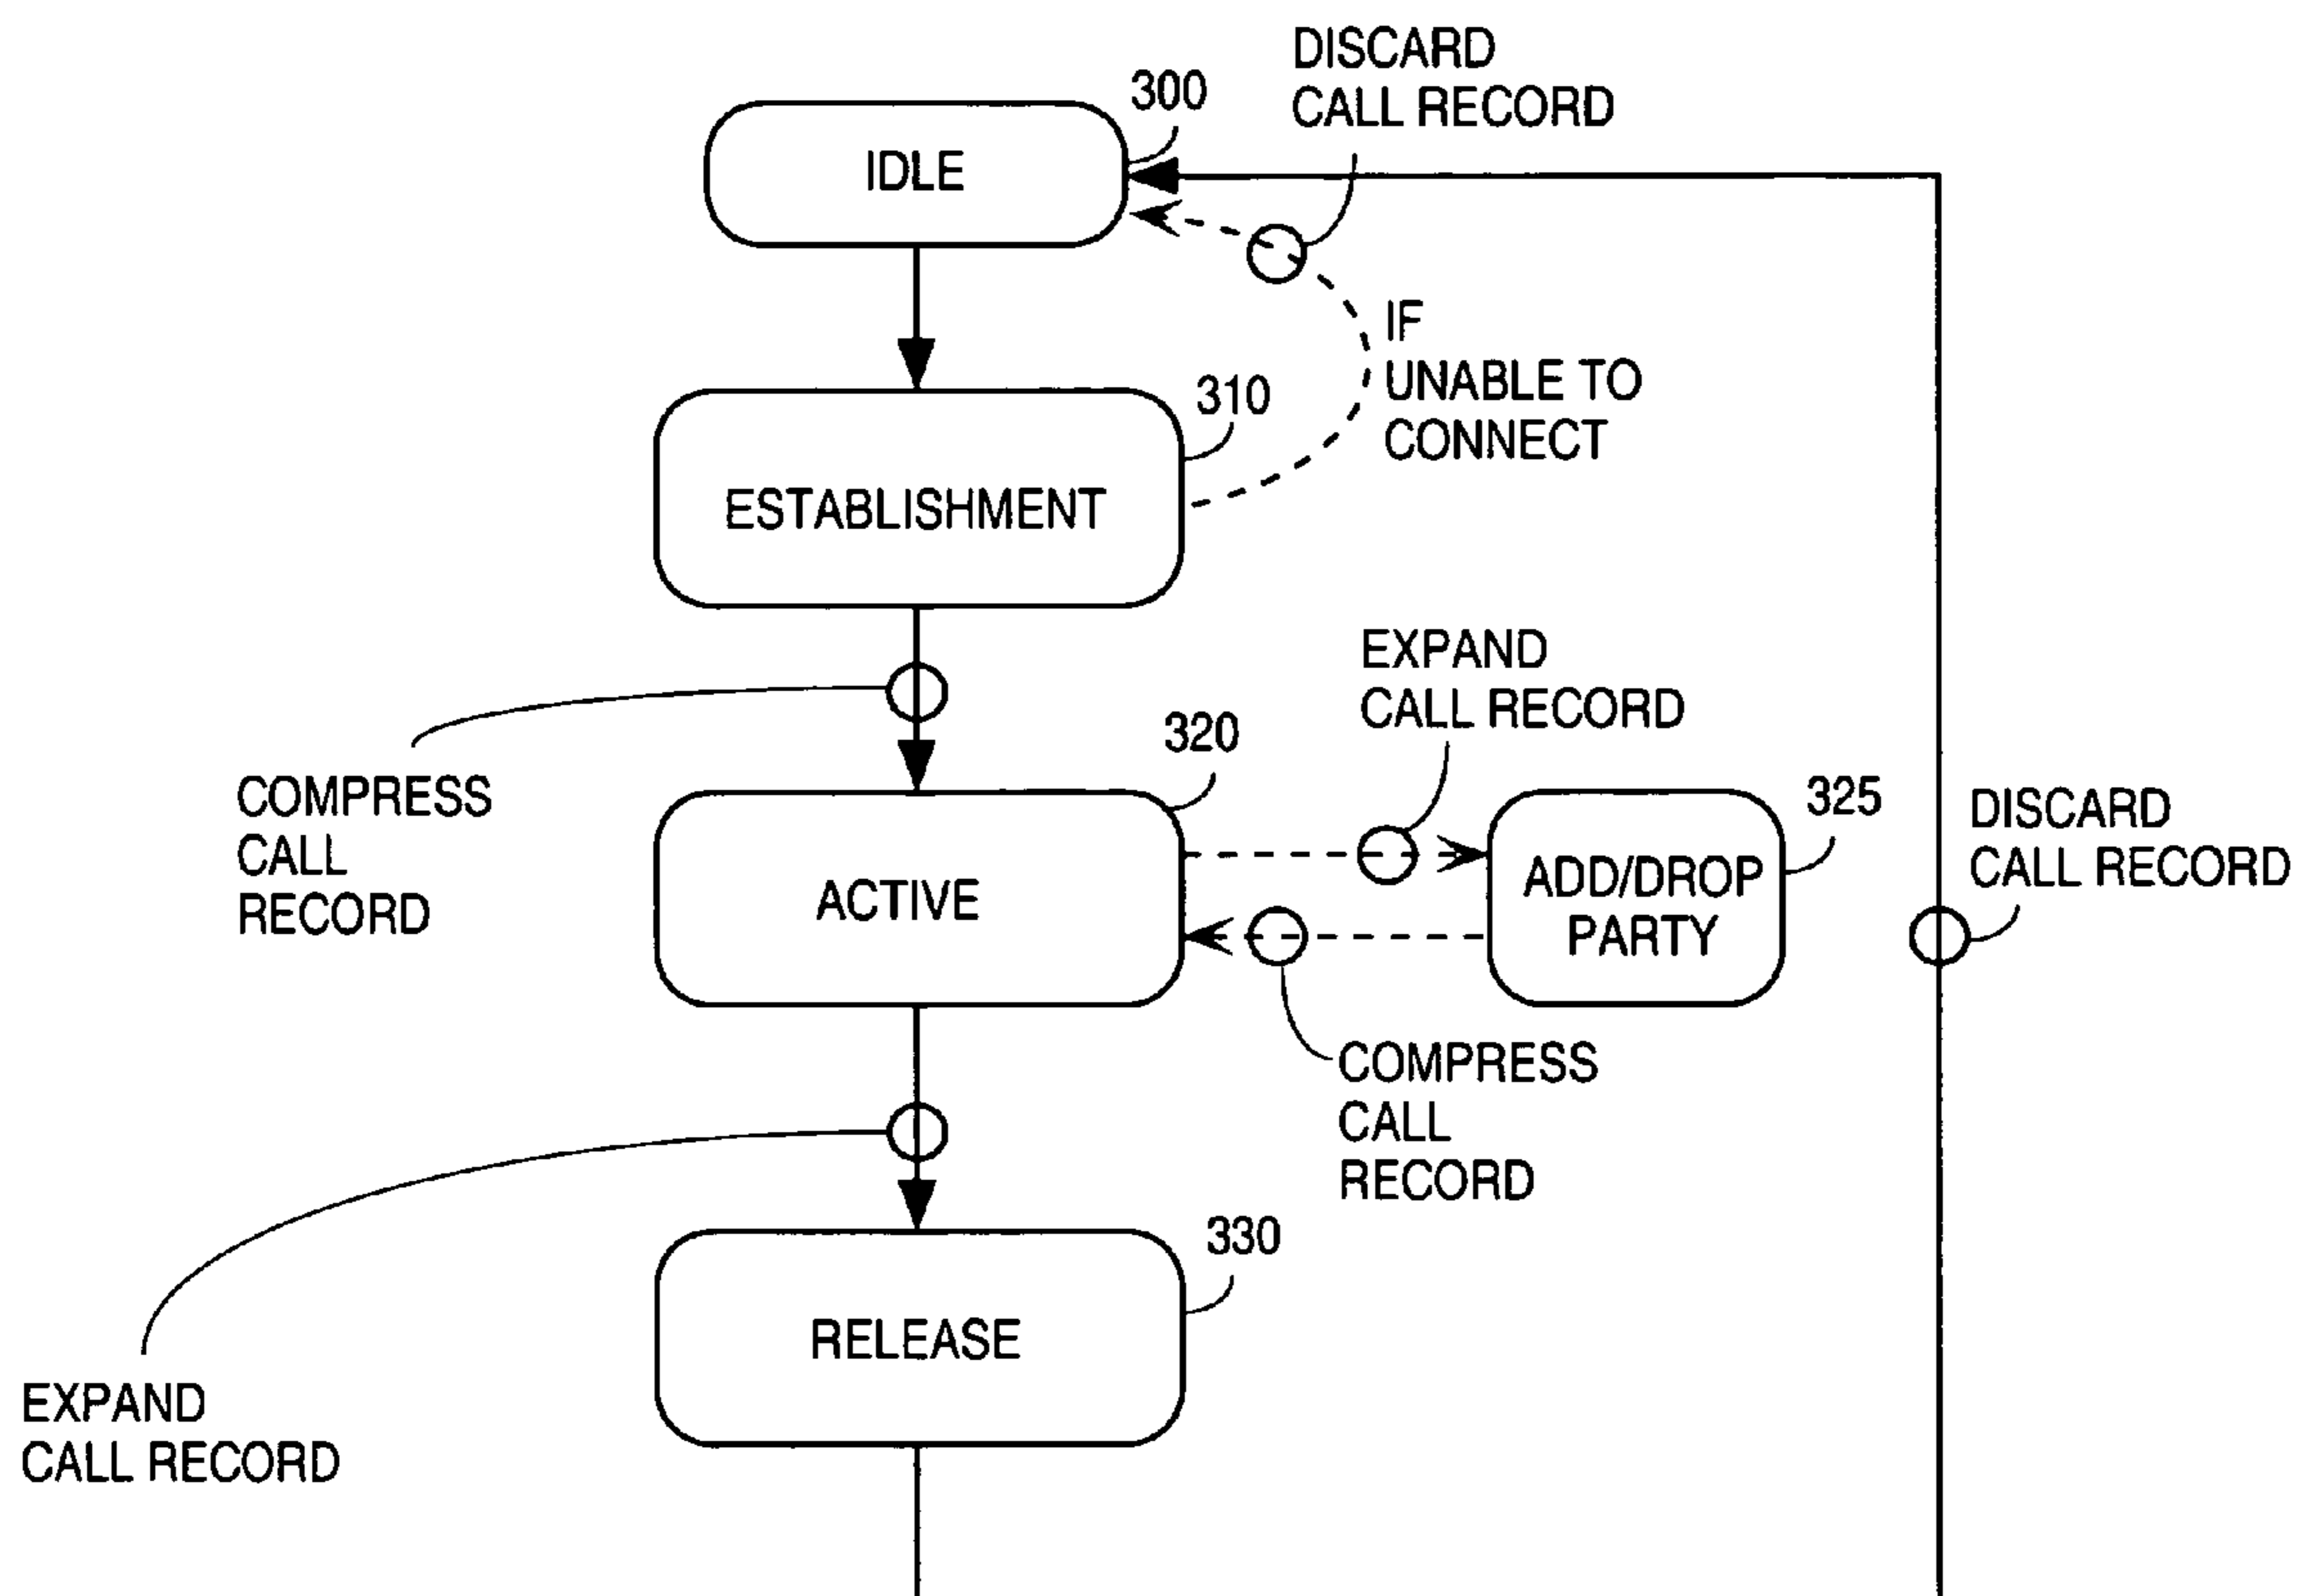 DISCARD
CALL RECORD
300
IDLE
IF
UNABLE TO
CONNECT
310
ESTABLISHMENT
EXPAND
CALL RECORD
320
COMPRESS
CALL
RECORD
325
DISCARD
CALL RECORD
ACTIVE
ADD/DROP
PARTY
COMPRESS
CALL
RECORD
330
RELEASE
EXPAND
CALL RECORD